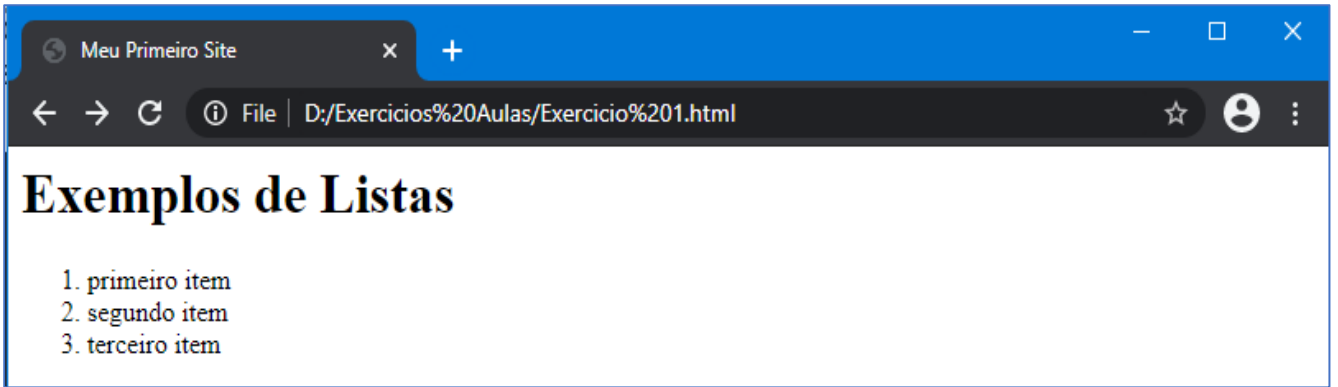 Meu Primeiro Site
File D:/Exercicios%20Aulas/Exercicio%201.html
Exemplos de Listas
1. primeiro item
2. segundo item
3. terceiro item